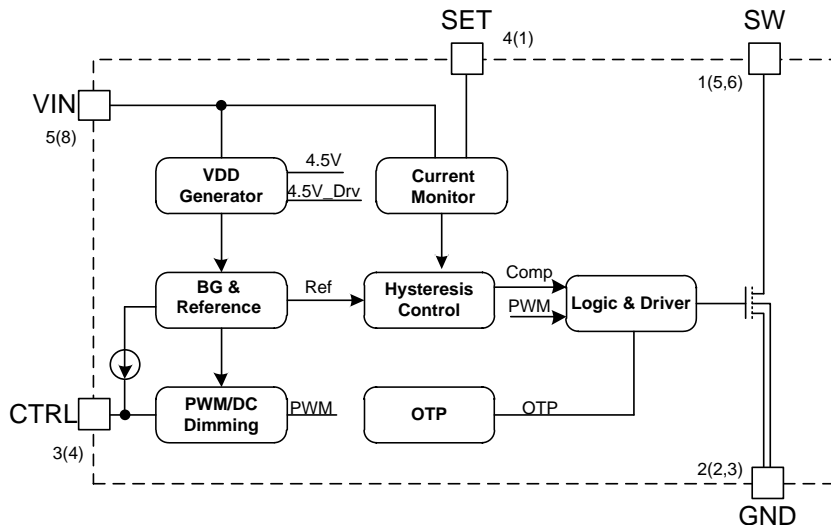 SET
4(1)
SW
1(5,6)
VIN
5(8)
VDD
Generator
4.5V
4.5V_Drv
Current
Monitor
BG &
Reference
Ref
Hysteresis
Control
Comp
PWM
Logic & Driver
CTRL
3(4)
PWM/DC
Dimming
PWM
OTP
OTP
2(2,3)
GND